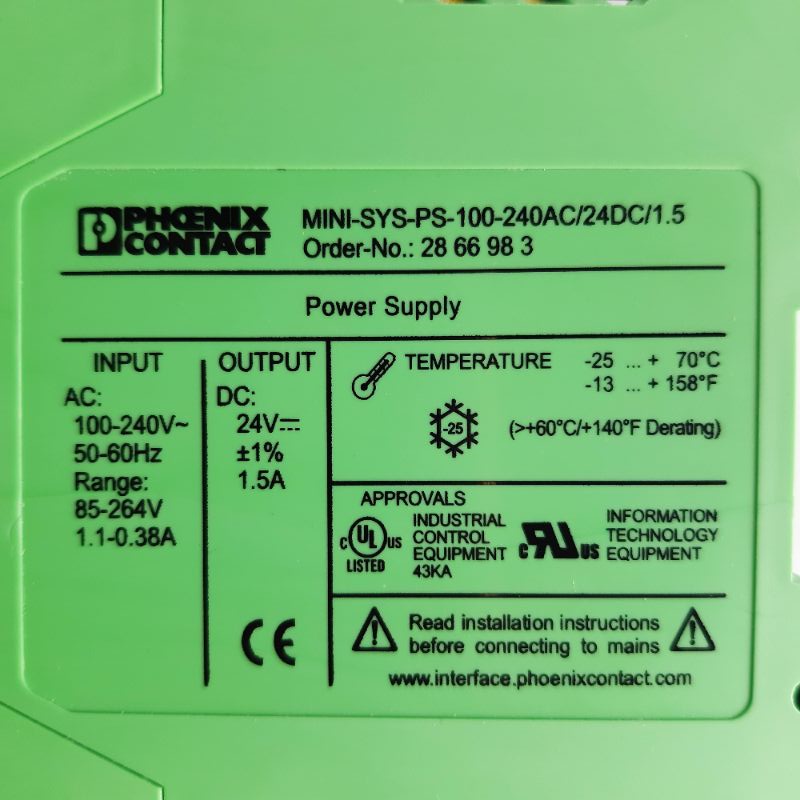 PHŒNIX
CONTACT
MINI-SYS-PS-100-240AC/24DC/1.5
Order-No.: 28 66 98 3
Power Supply
INPUT
AC:
100-240V~
50-60Hz
Range:
85-264V
1.1-0.38A
OUTPUT
DC:
24V⎓
±1%
1.5A
CE
TEMPERATURE -25 ... + 70°C
-13 ... + 158°F
-25
(>+60°C/+140°F Derating)
APPROVALS
c UL us
LISTED
INDUSTRIAL
CONTROL
EQUIPMENT
43KA
c RU us
INFORMATION
TECHNOLOGY
EQUIPMENT
Read installation instructions
before connecting to mains
www.interface.phoenixcontact.com